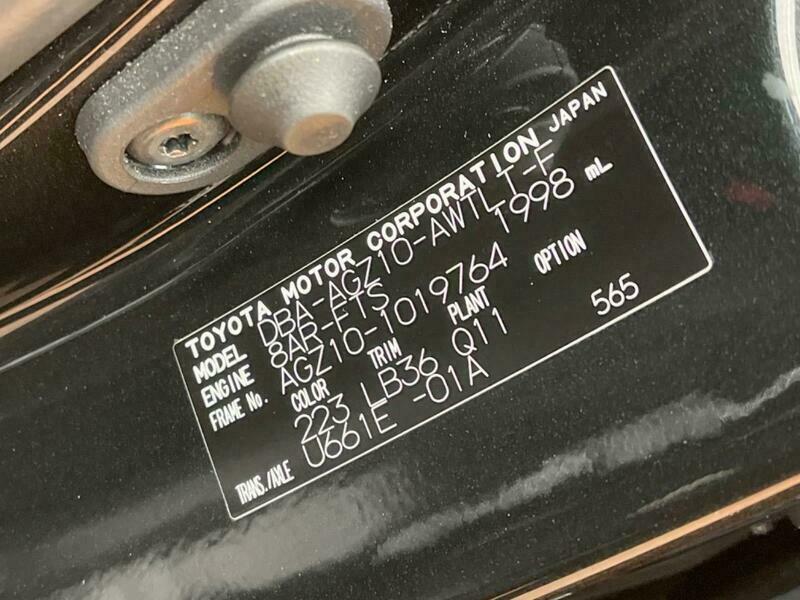 TOYOTA MOTOR CORPORATION JAPAN
MODEL DBA-AGZ10-AWTLT-F
ENGINE 8AR-FTS 1998 mL
FRAME No. AGZ10-1019764
COLOR TRIM PLANT OPTION
223 LB36 Q11 565
TRANS./AXLE U661E -01A